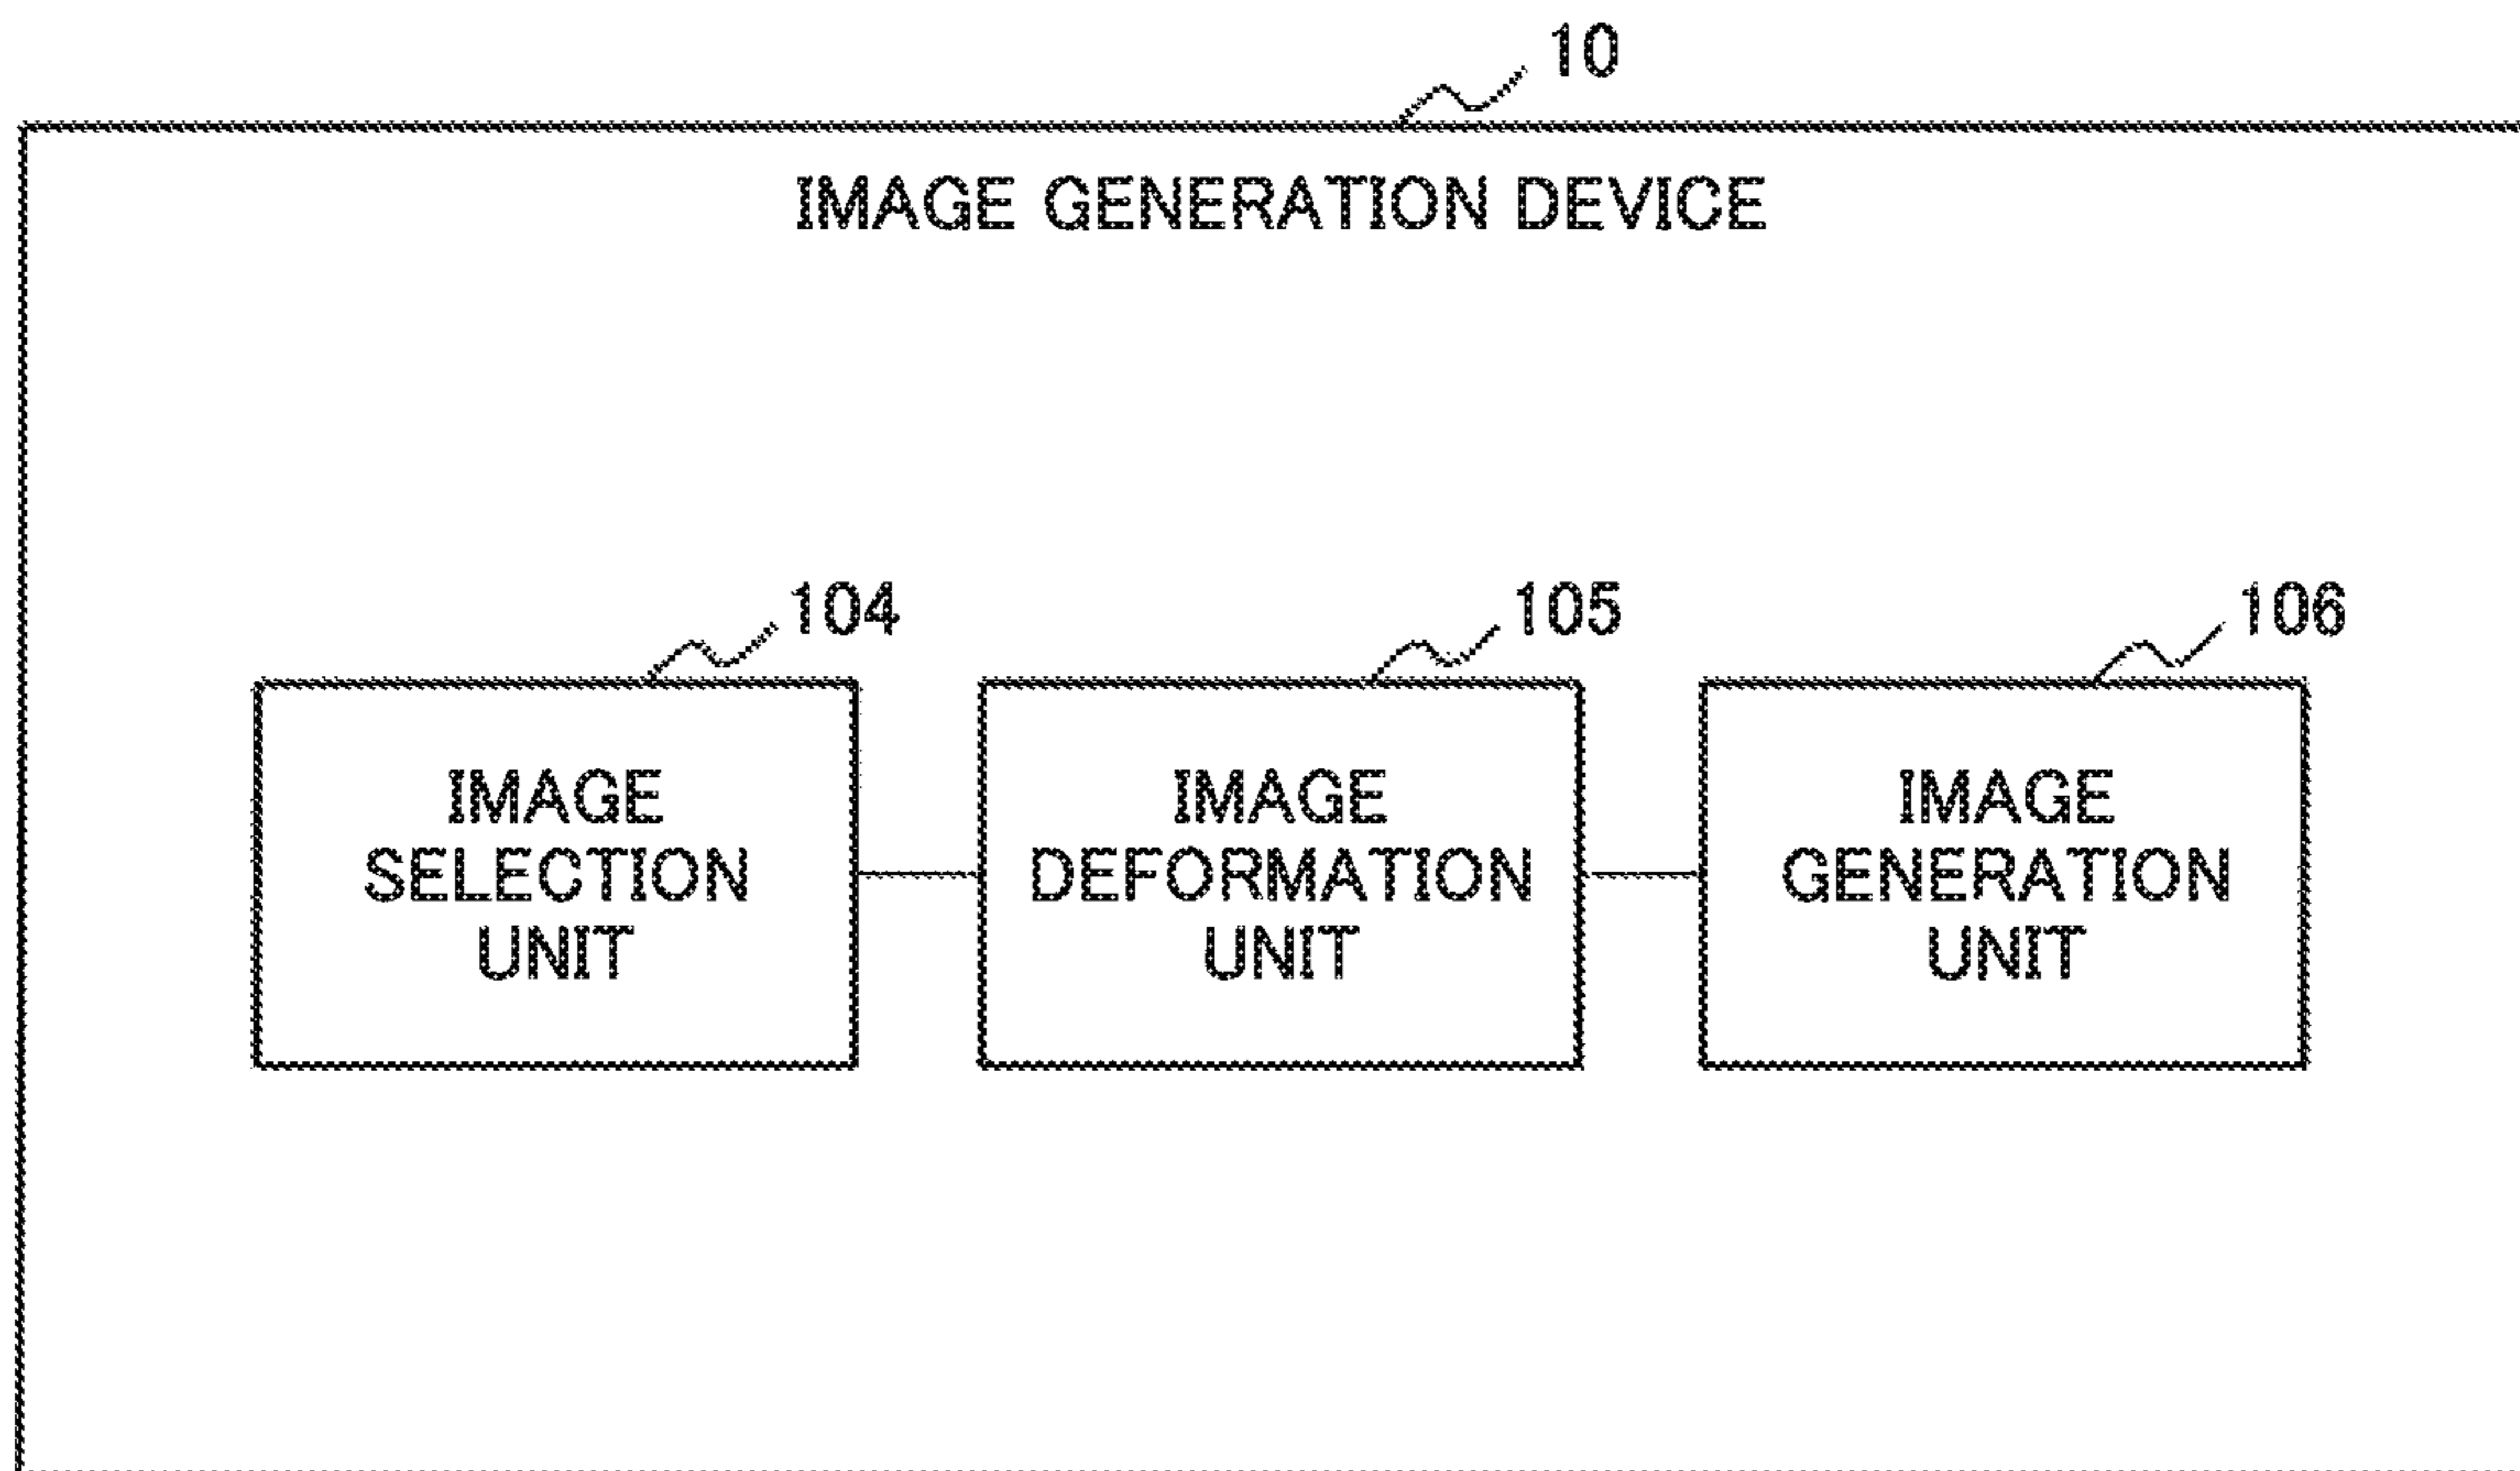 10
IMAGE GENERATION DEVICE
104
105
106
IMAGE
SELECTION
UNIT
IMAGE
DEFORMATION
UNIT
IMAGE
GENERATION
UNIT